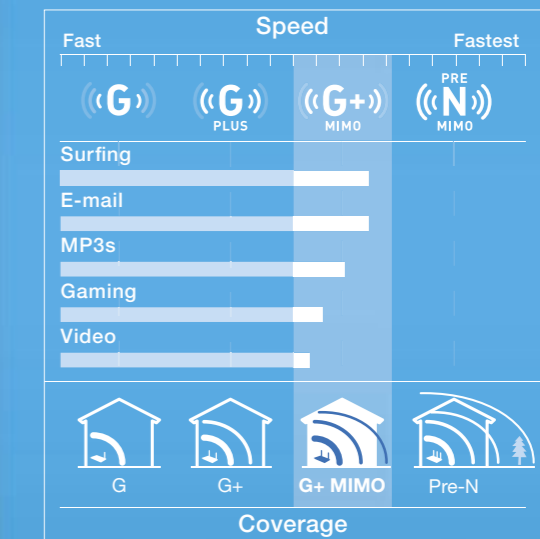 Speed
Fast Fastest
G G G+ PRE N
PLUS MIMO MIMO
Surfing
E-mail
MP3s
Gaming
Video
G G+ G+ MIMO Pre-N
Coverage